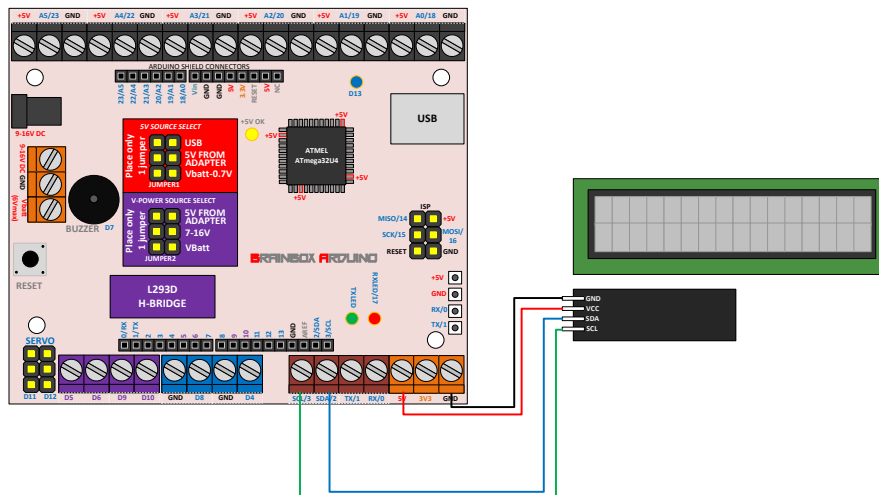 +5V A5/23 GND +5V A4/22 GND +5V A3/21 GND +5V A2/20 GND +5V A1/19 GND +5V A0/18 GND
ARDUINO SHIELD CONNECTORS
23/A5 22/A4 21/A3 20/A2 19/A1 18/A0 Vin GND GND 5V 3.3V RESET 5V NC
D13
9-16V DC
USB
+5V OK
5V SOURCE SELECT
Place only
1 jumper
USB
5V FROM
ADAPTER
Vbatt-0.7V
JUMPER1
V-POWER SOURCE SELECT
Place only
1 jumper
5V FROM
ADAPTER
7-16V
VBatt
JUMPER2
+5V
+5V
+5V
+5V
ATMEL
ATmega32U4
9-16V DC GND Vbatt
(6Vmax)
BUZZER
D7
RESET
ISP
MISO/14
+5V
SCK/15
MOSI/
16
RESET
GND
BRAINBOX ARDUINO
L293D
H-BRIDGE
TXLED
RXLED/17
+5V
GND
RX/0
TX/1
GND
VCC
SDA
SCL
0/RX 1/TX 2 3 4 5 6 7 8 9 10 11 12 13 GND AREF 2/SDA 3/SCL
SERVO
D11 D12
D5 D6 D9 D10 GND D8 GND D4 SCL/3 SDA/2 TX/1 RX/0 5V 3V3 GND